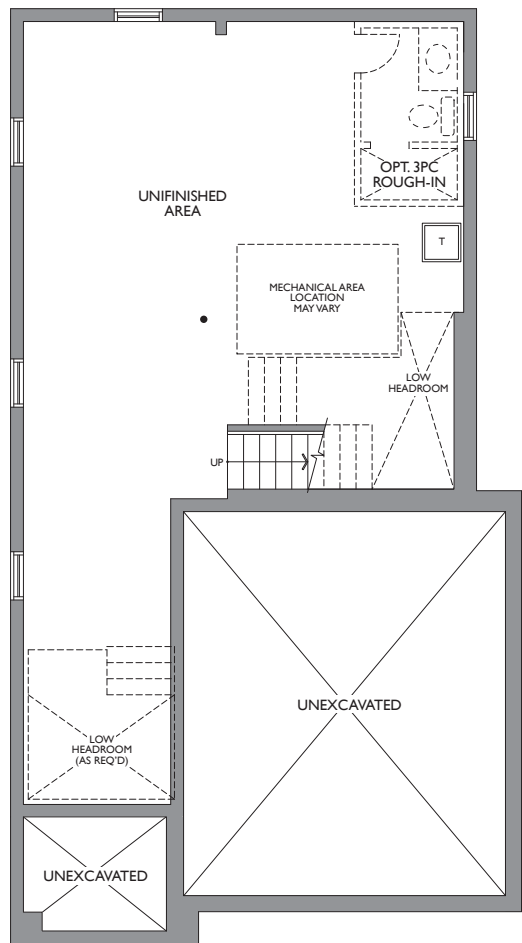 OPT. 3PC
ROUGH-IN
UNIFINISHED
AREA
T
MECHANICAL AREA
LOCATION
MAY VARY
LOW
HEADROOM
UP
UNEXCAVATED
LOW
HEADROOM
(AS REQ'D)
UNEXCAVATED